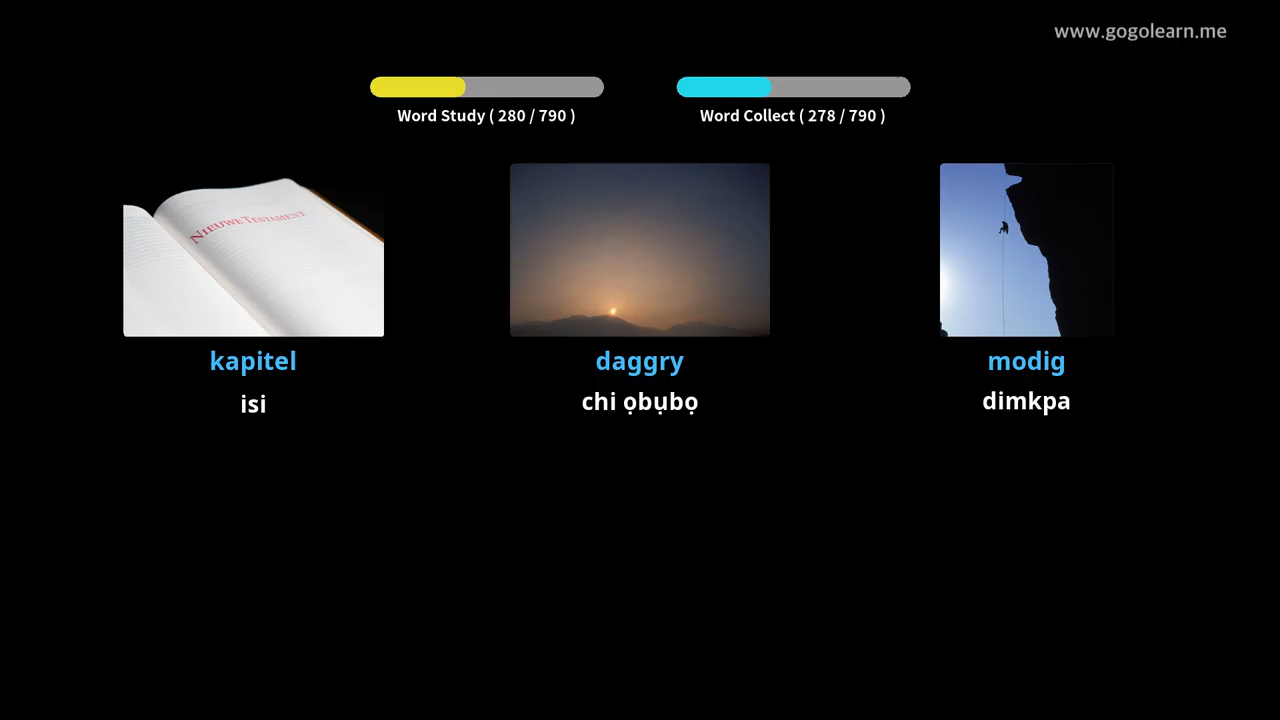 www.gogolearn.me
Word Study ( 280 / 790 )
Word Collect ( 278 / 790 )
NIEUWE TESTAMENT
kapitel
daggry
modig
isi
chi ọbụbọ
dimkpa